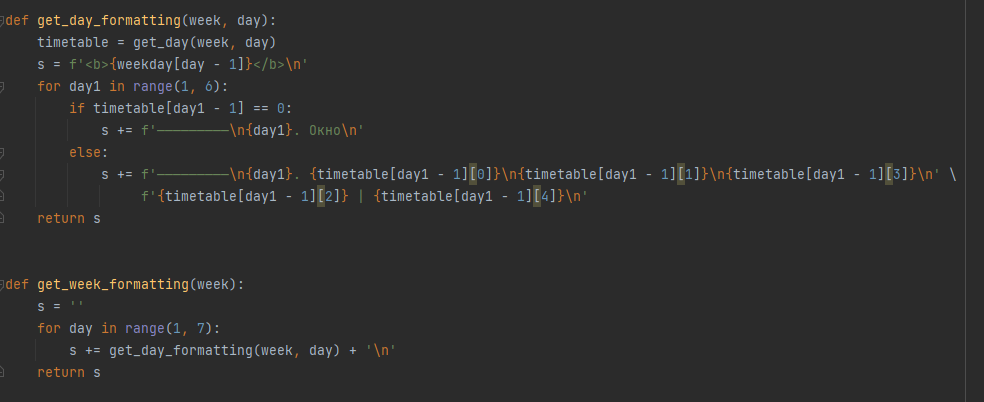 def get_day_formatting(week, day):
    timetable = get_day(week, day)
    s = f'<b>{weekday[day - 1]}</b>\n'
    for day1 in range(1, 6):
        if timetable[day1 - 1] == 0:
            s += f'—————————\n{day1}. Окно\n'
        else:
            s += f'—————————\n{day1}. {timetable[day1 - 1][0]}\n{timetable[day1 - 1][1]}\n{timetable[day1 - 1][3]}\n' \
                 f'{timetable[day1 - 1][2]} | {timetable[day1 - 1][4]}\n'
    return s
def get_week_formatting(week):
    s = ''
    for day in range(1, 7):
        s += get_day_formatting(week, day) + '\n'
    return s